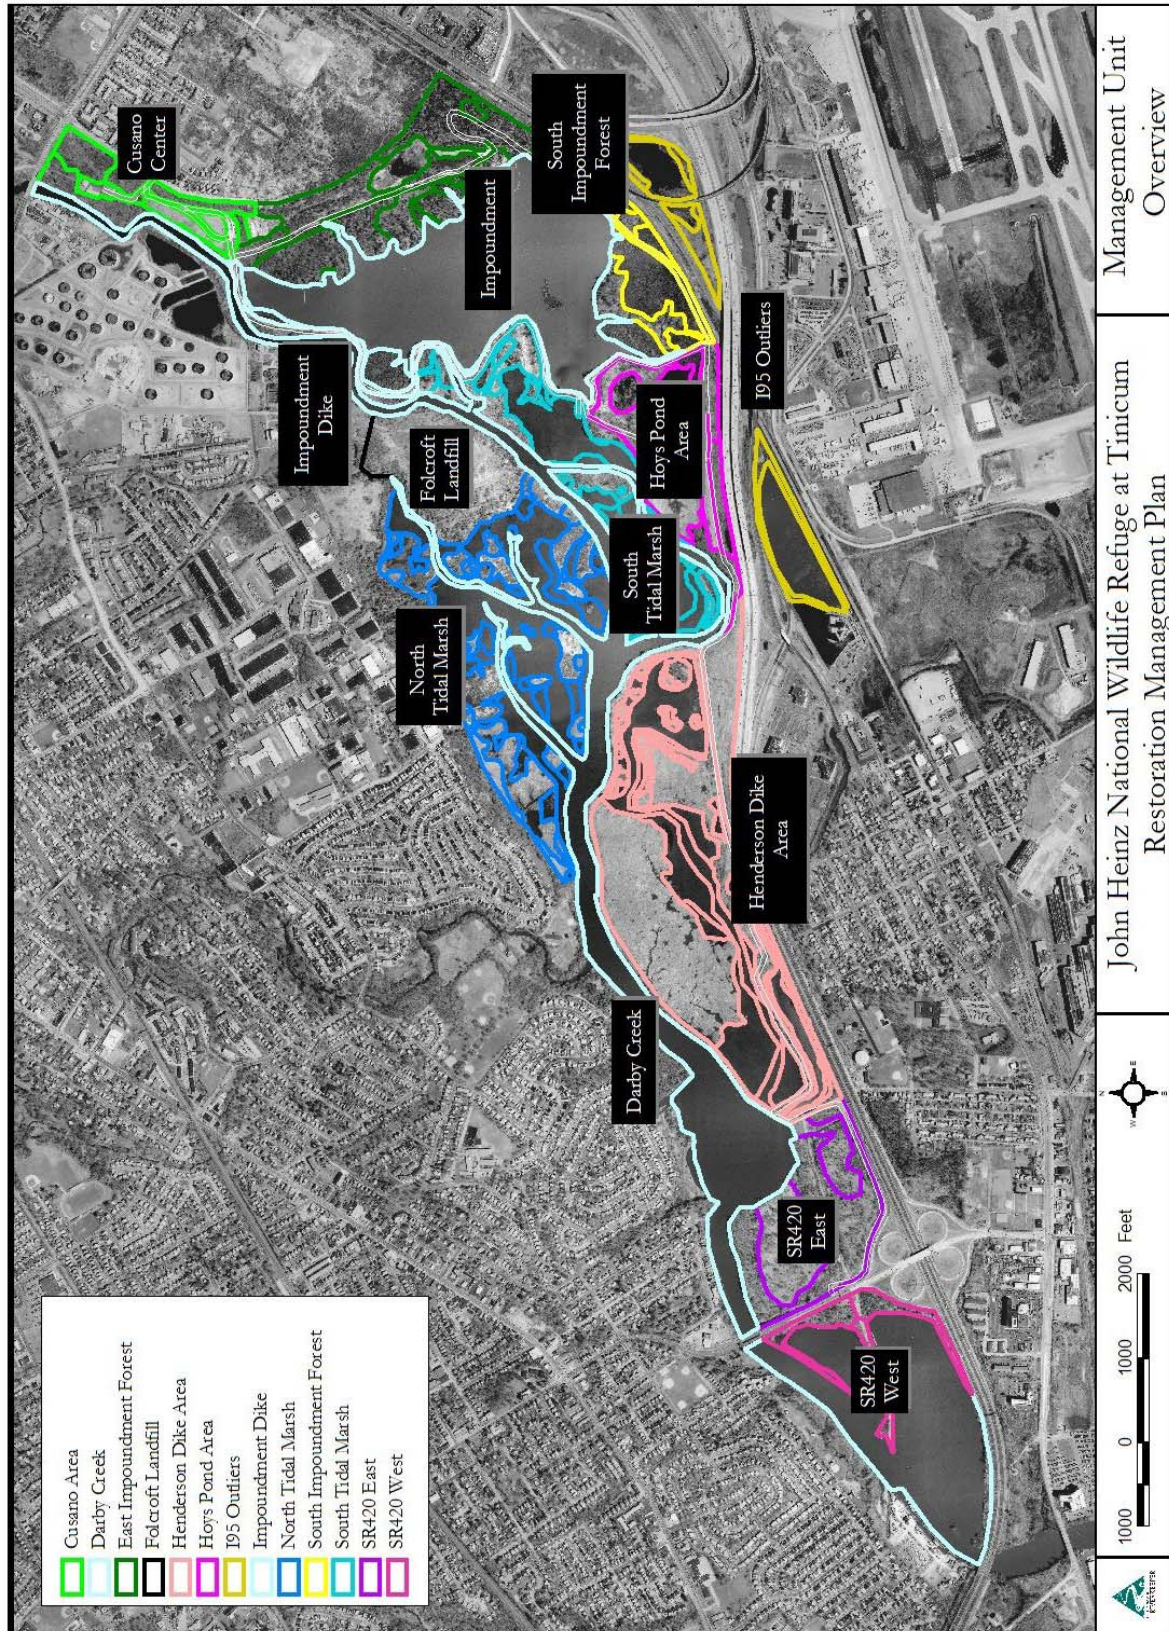 Cusano Area
Darby Creek
East Impoundment Forest
Folcroft Landfill
Henderson Dike Area
Hoys Pond Area
I95 Outliers
Impoundment Dike
North Tidal Marsh
South Impoundment Forest
South Tidal Marsh
SR420 East
SR420 West
Cusano
Center
Impoundment
Dike
Folcroft
Landfill
Impoundment
South
Impoundment
Forest
North
Tidal Marsh
South
Tidal Marsh
Hoys Pond
Area
I95 Outliers
Darby Creek
Henderson Dike
Area
SR420
East
SR420
West
1000
0
1000
2000 Feet
N
W
E
S
John Heinz National Wildlife Refuge at Tinicum
Restoration Management Plan
Management Unit
Overview